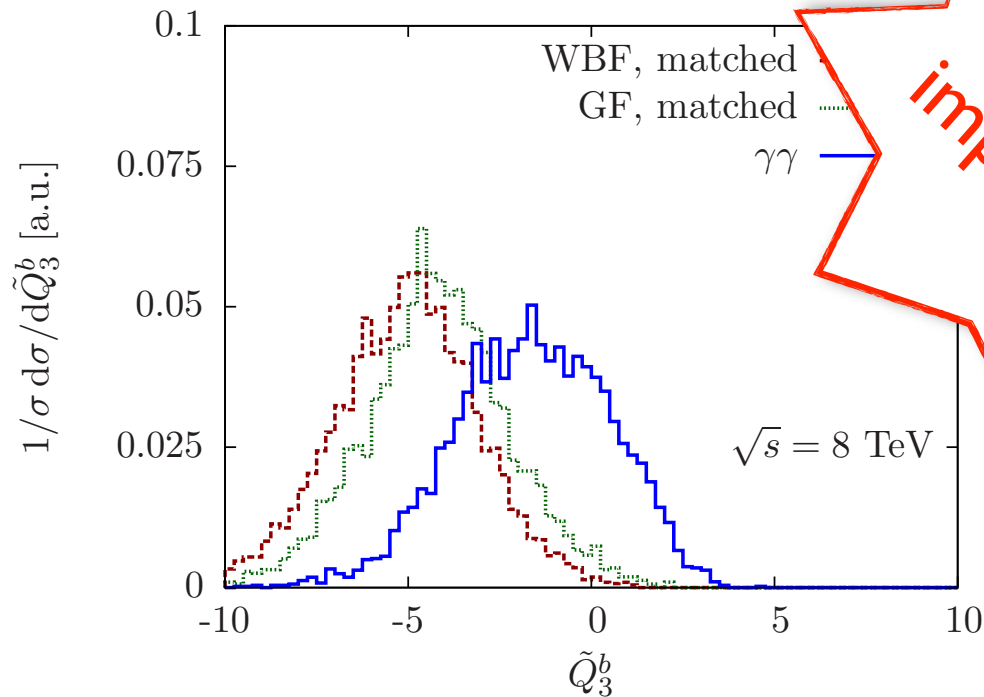 0.1
WBF, matched
GF, matched
γγ
0.075
0.05
0.025
0
1/σ dσ/dQ̃₃ᵇ [a.u.]
√s = 8 TeV
-10 -5 0 5 10
Q̃₃ᵇ